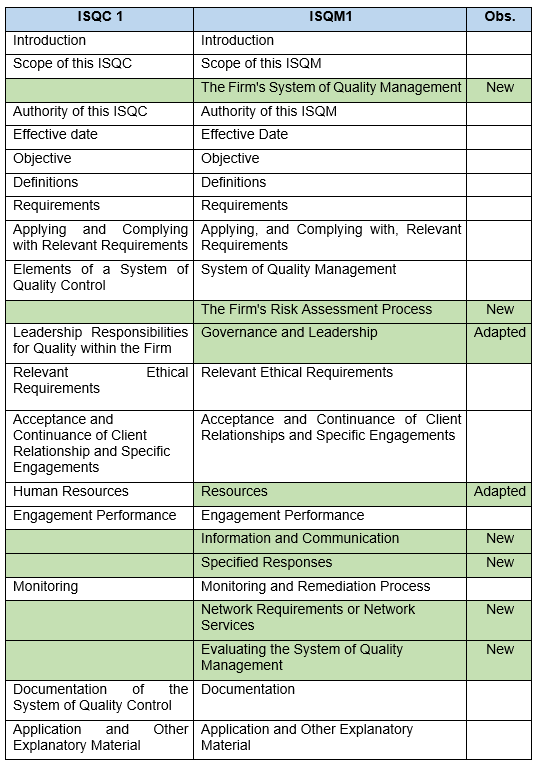 ISQC 1 ISQM1 Obs.
Introduction Introduction
Scope of this ISQC Scope of this ISQM
The Firm's System of Quality Management New
Authority of this ISQC Authority of this ISQM
Effective date Effective Date
Objective Objective
Definitions Definitions
Requirements Requirements
Applying and Complying Applying, and Complying with, Relevant
with Relevant Requirements Requirements
Elements of a System of System of Quality Management
Quality Control
The Firm's Risk Assessment Process New
Leadership Responsibilities Governance and Leadership Adapted
for Quality within the Firm
Relevant Ethical Relevant Ethical Requirements
Requirements
Acceptance and Acceptance and Continuance of Client
Continuance of Client Relationships and Specific Engagements
Relationship and Specific
Engagements
Human Resources Resources Adapted
Engagement Performance Engagement Performance
Information and Communication New
Specified Responses New
Monitoring Monitoring and Remediation Process
Network Requirements or Network New
Services
Evaluating the System of Quality New
Management
Documentation of the Documentation
System of Quality Control
Application and Other Application and Other Explanatory
Explanatory Material Material